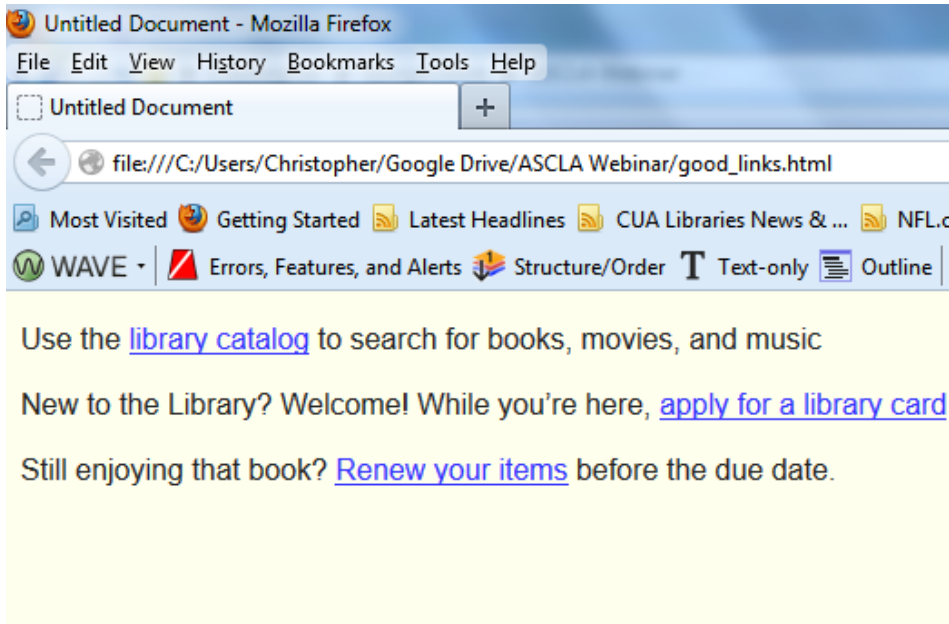 Untitled Document - Mozilla Firefox
File Edit View History Bookmarks Tools Help
Untitled Document +
file:///C:/Users/Christopher/Google Drive/ASCLA Webinar/good_links.html
Most Visited Getting Started Latest Headlines CUA Libraries News & ... NFL.c
WAVE Errors, Features, and Alerts Structure/Order T Text-only Outline
Use the library catalog to search for books, movies, and music
New to the Library? Welcome! While you’re here, apply for a library card
Still enjoying that book? Renew your items before the due date.